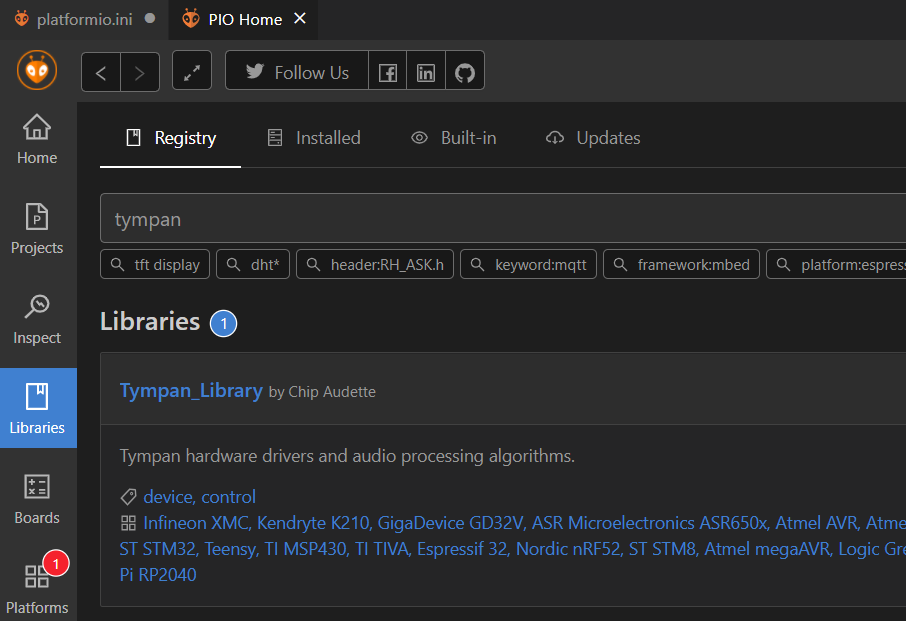 platformio.ini
PIO Home
Follow Us
Home
Projects
Inspect
Libraries
Boards
1
Platforms
Registry
Installed
Built-in
Updates
tympan
tft display
dht*
header:RH_ASK.h
keyword:mqtt
framework:mbed
platform:espress
Libraries 1
Tympan_Library by Chip Audette
Tympan hardware drivers and audio processing algorithms.
device, control
Infineon XMC, Kendryte K210, GigaDevice GD32V, ASR Microelectronics ASR650x, Atmel AVR, Atme
ST STM32, Teensy, TI MSP430, TI TIVA, Espressif 32, Nordic nRF52, ST STM8, Atmel megaAVR, Logic Gre
Pi RP2040